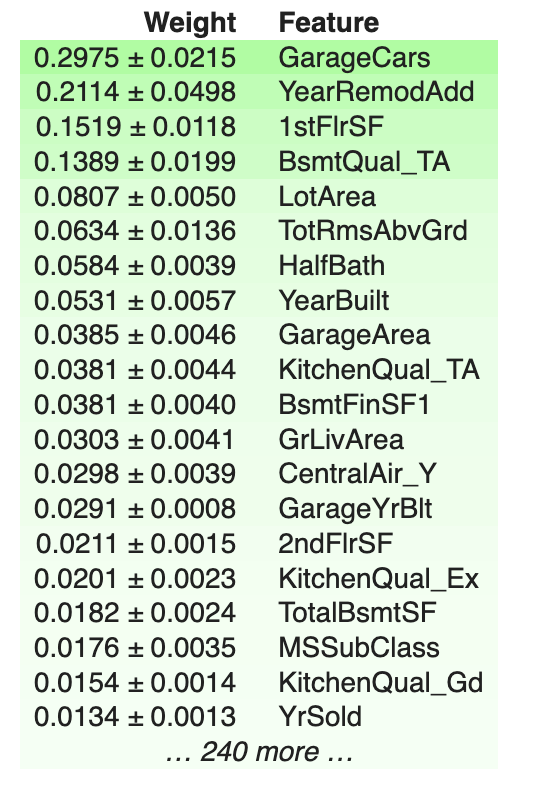 Weight Feature
0.2975 ± 0.0215 GarageCars
0.2114 ± 0.0498 YearRemodAdd
0.1519 ± 0.0118 1stFlrSF
0.1389 ± 0.0199 BsmtQual_TA
0.0807 ± 0.0050 LotArea
0.0634 ± 0.0136 TotRmsAbvGrd
0.0584 ± 0.0039 HalfBath
0.0531 ± 0.0057 YearBuilt
0.0385 ± 0.0046 GarageArea
0.0381 ± 0.0044 KitchenQual_TA
0.0381 ± 0.0040 BsmtFinSF1
0.0303 ± 0.0041 GrLivArea
0.0298 ± 0.0039 CentralAir_Y
0.0291 ± 0.0008 GarageYrBlt
0.0211 ± 0.0015 2ndFlrSF
0.0201 ± 0.0023 KitchenQual_Ex
0.0182 ± 0.0024 TotalBsmtSF
0.0176 ± 0.0035 MSSubClass
0.0154 ± 0.0014 KitchenQual_Gd
0.0134 ± 0.0013 YrSold
… 240 more …